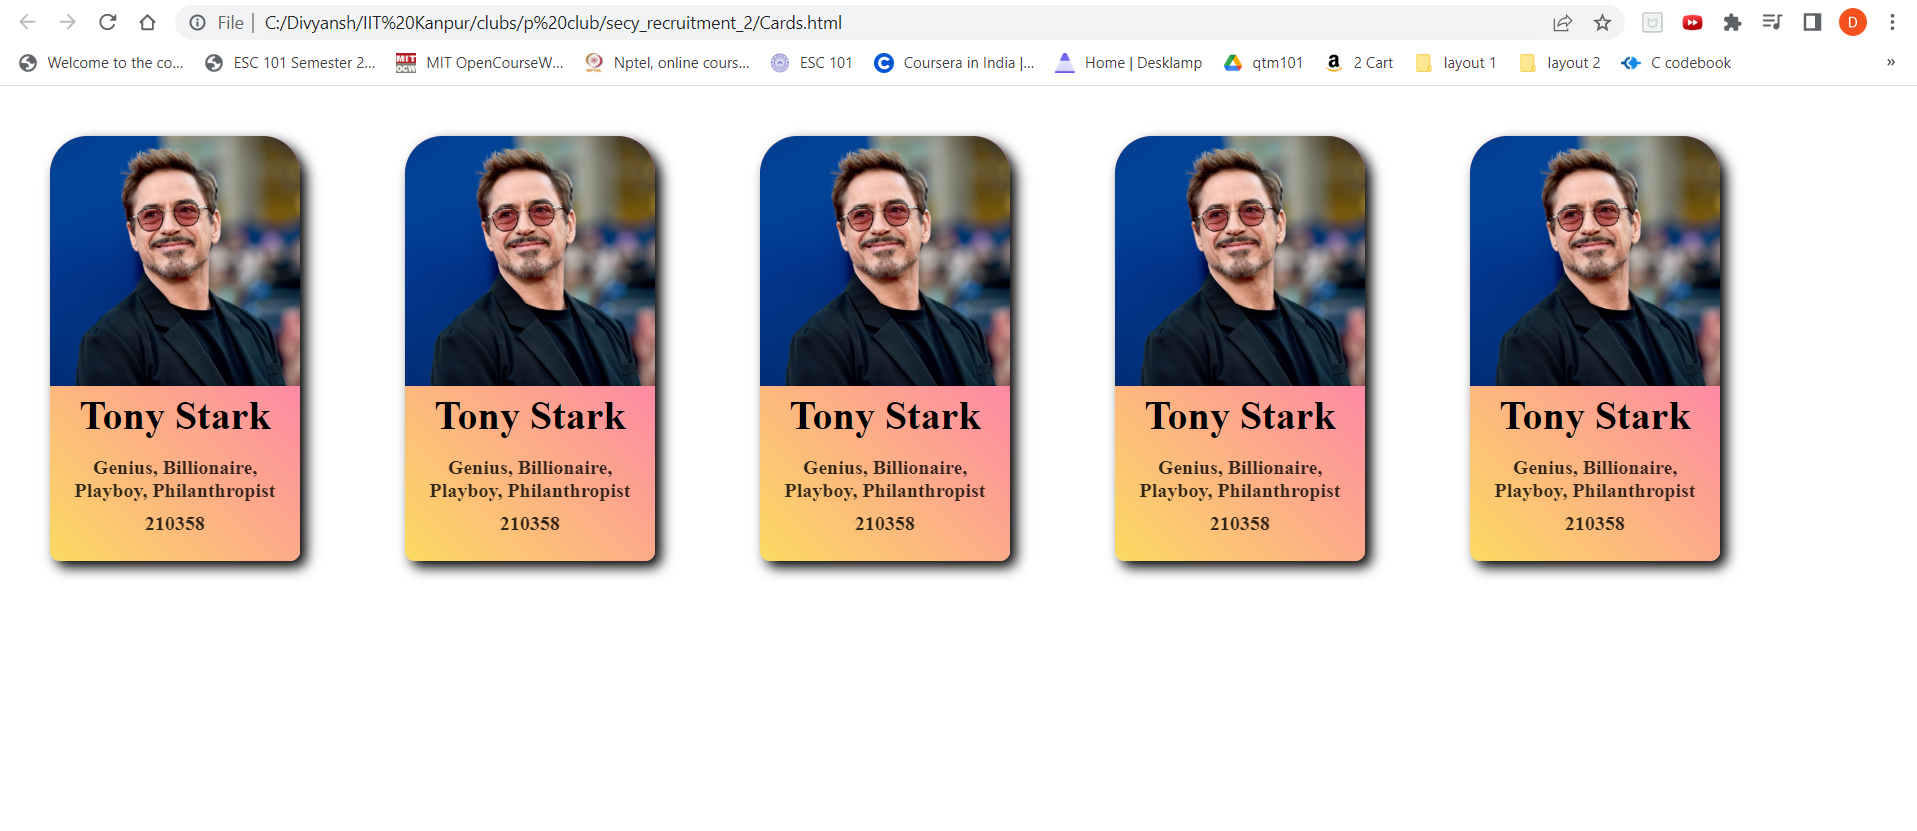 File | C:/Divyansh/IIT%20Kanpur/clubs/p%20club/secy_recruitment_2/Cards.html
D
Welcome to the co... ESC 101 Semester 2... MIT OpenCourseW... Nptel, online cours... ESC 101 Coursera in India |... Home | Desklamp qtm101 2 Cart layout 1 layout 2 C codebook »
Tony Stark Tony Stark Tony Stark Tony Stark Tony Stark
Genius, Billionaire, Genius, Billionaire, Genius, Billionaire, Genius, Billionaire, Genius, Billionaire,
Playboy, Philanthropist Playboy, Philanthropist Playboy, Philanthropist Playboy, Philanthropist Playboy, Philanthropist
210358 210358 210358 210358 210358